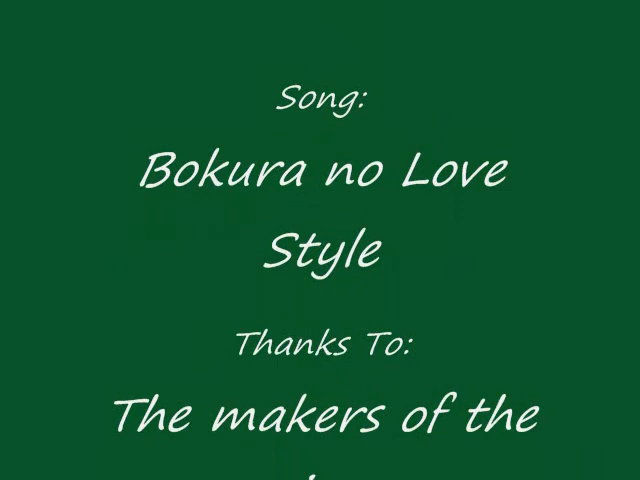 Song:
Bokura no Love
Style
Thanks To:
The makers of the